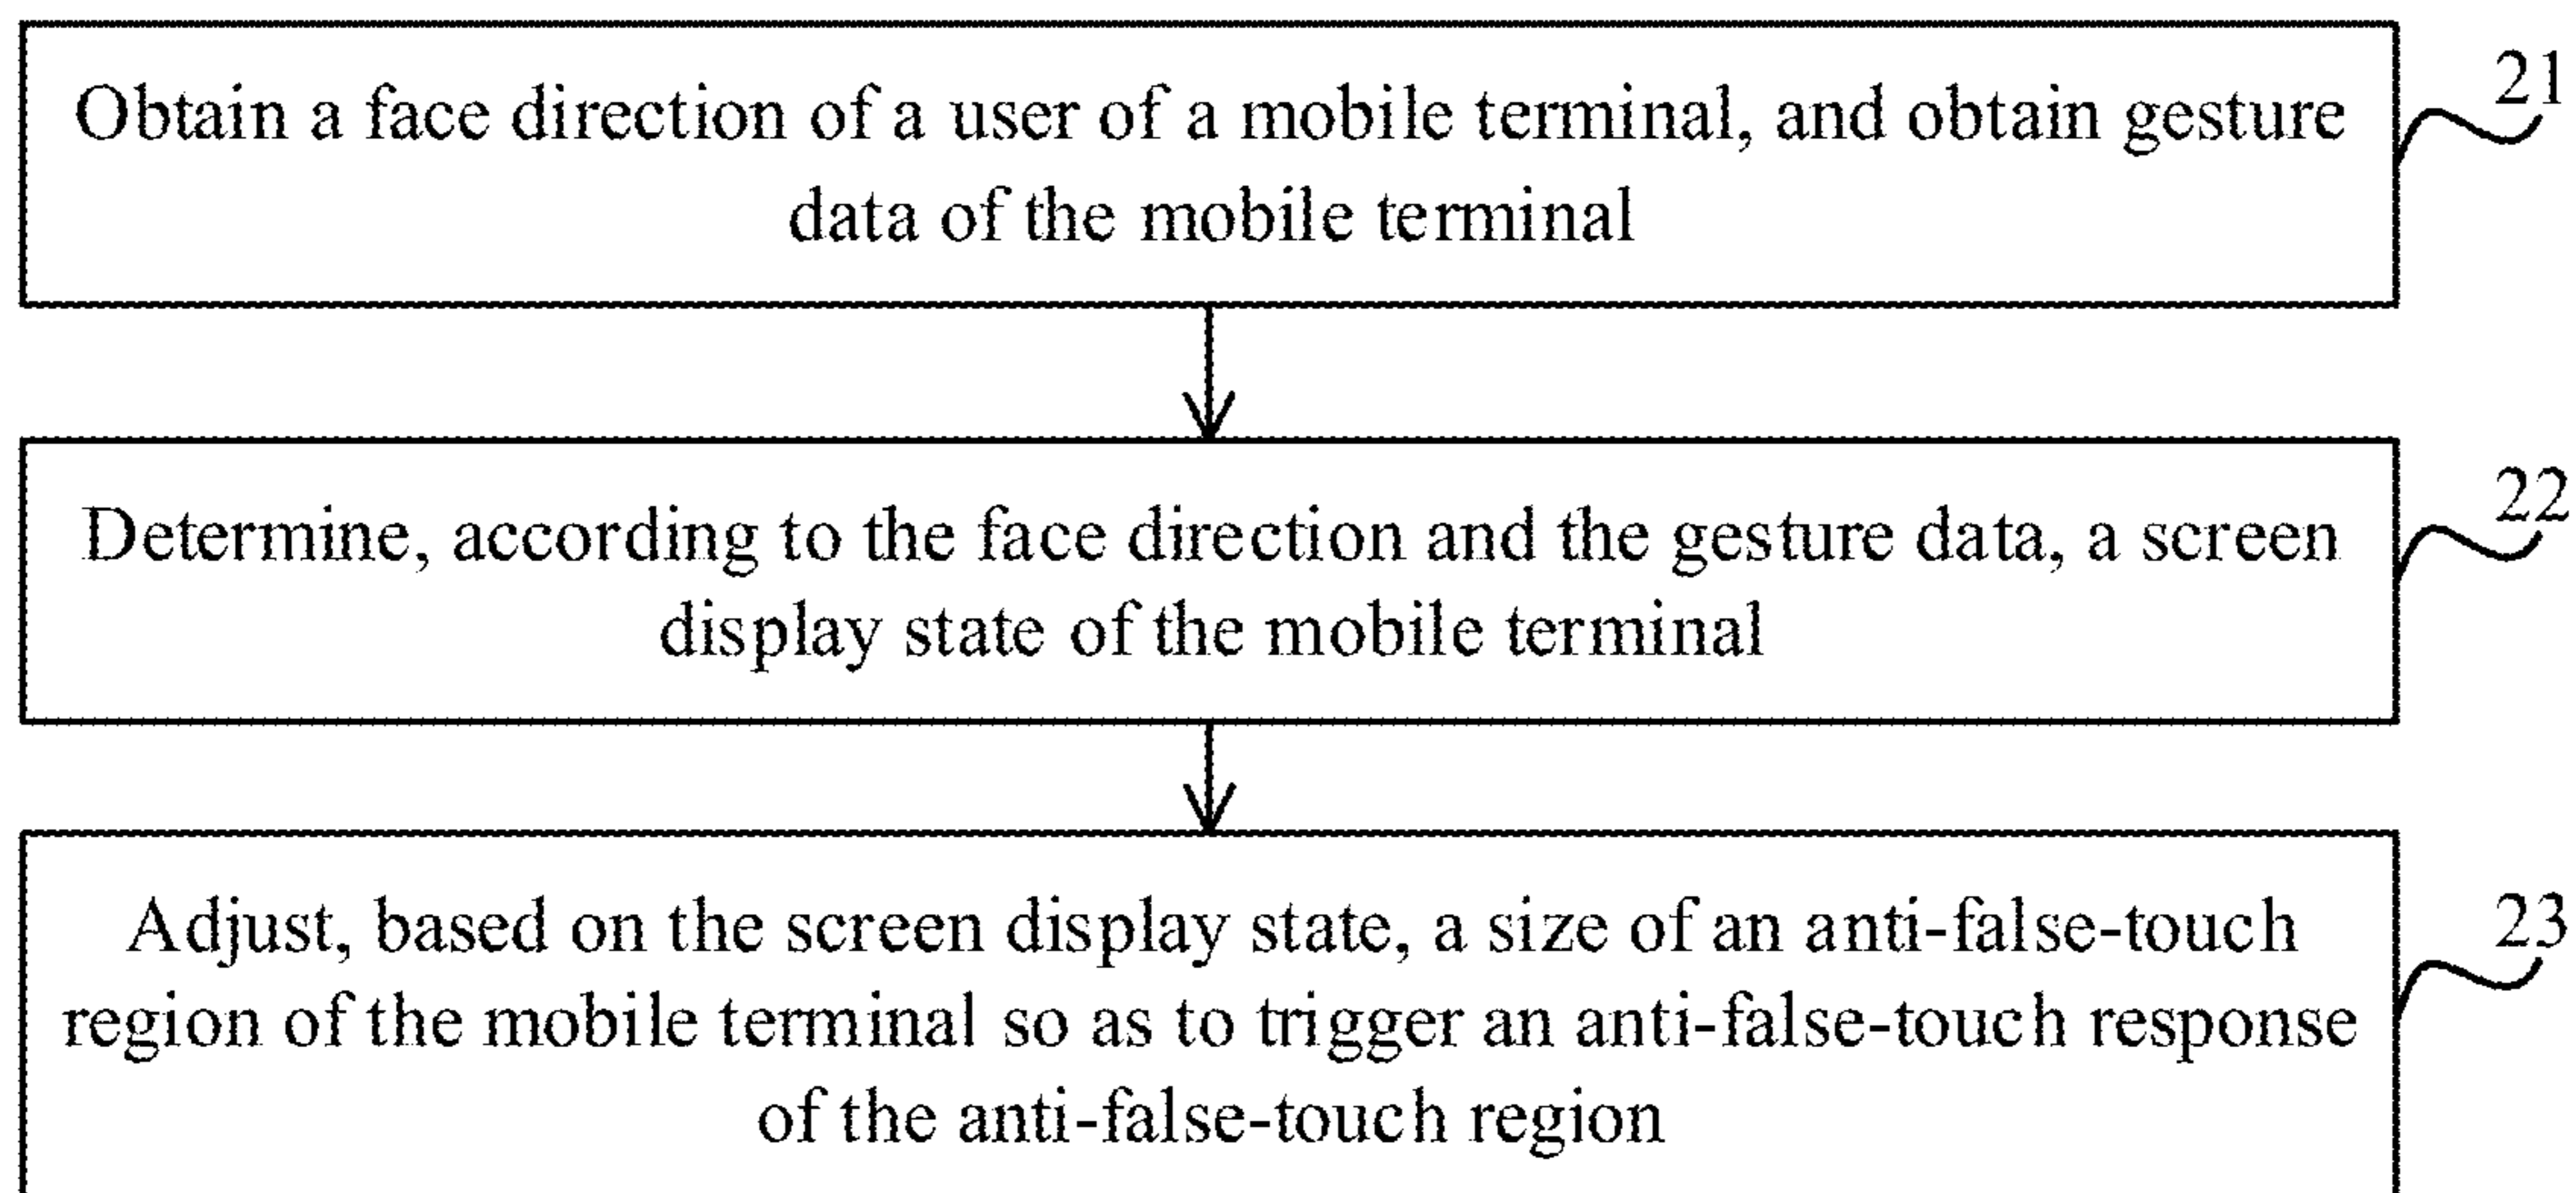 Obtain a face direction of a user of a mobile terminal, and obtain gesture
data of the mobile terminal
21
Determine, according to the face direction and the gesture data, a screen
display state of the mobile terminal
22
Adjust, based on the screen display state, a size of an anti-false-touch
region of the mobile terminal so as to trigger an anti-false-touch response
of the anti-false-touch region
23